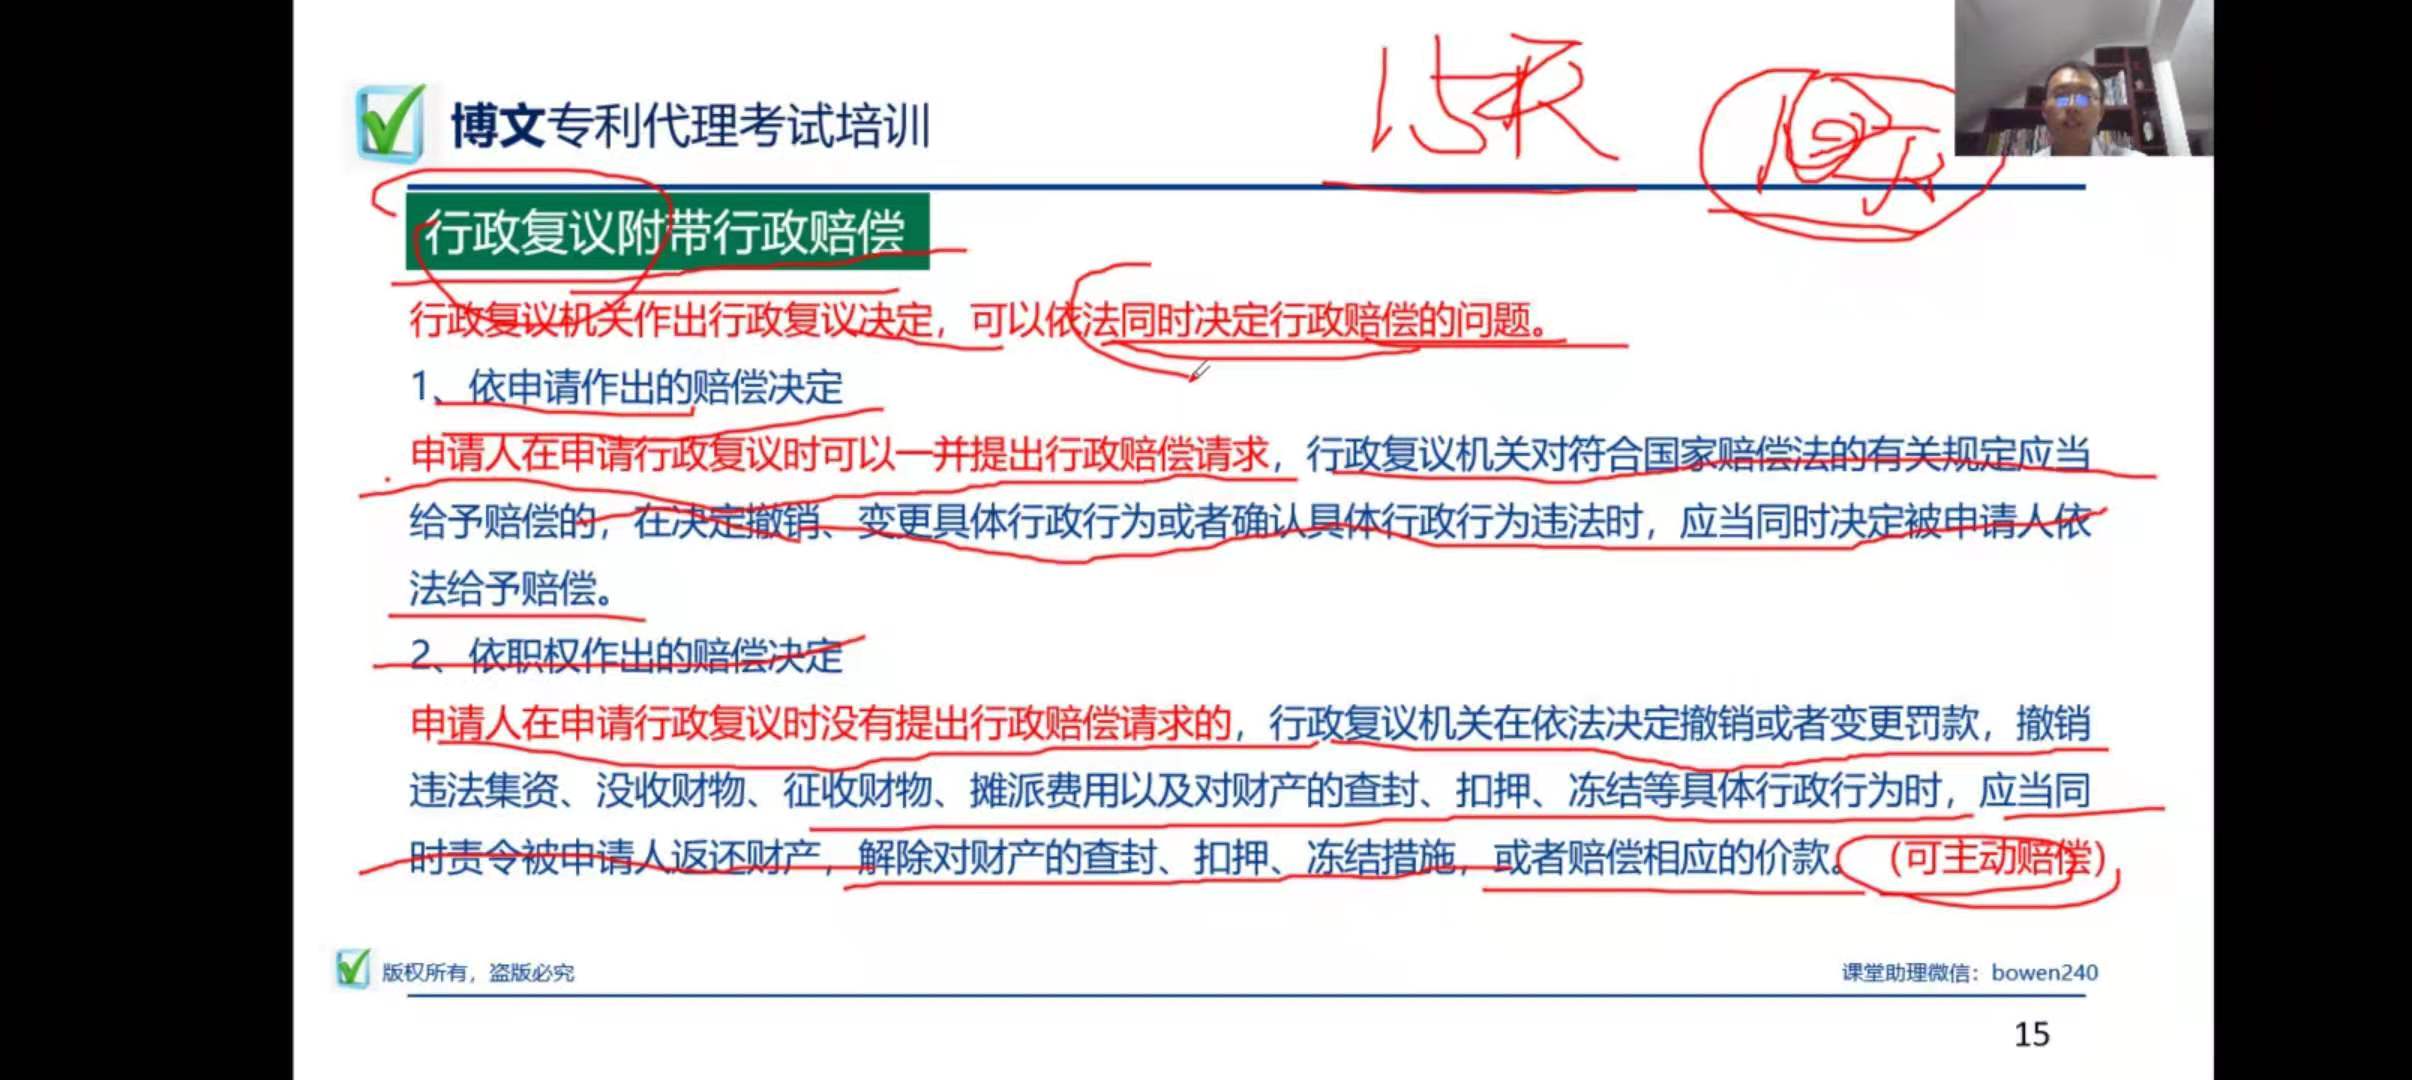 15天
博文专利代理考试培训
行政复议附带行政赔偿
行政复议机关作出行政复议决定，可以依法同时决定行政赔偿的问题。
1、依申请作出的赔偿决定
申请人在申请行政复议时可以一并提出行政赔偿请求，行政复议机关对符合国家赔偿法的有关规定应当
给予赔偿的，在决定撤销、变更具体行政行为或者确认具体行政行为违法时，应当同时决定被申请人依
法给予赔偿。
2、依职权作出的赔偿决定
申请人在申请行政复议时没有提出行政赔偿请求的，行政复议机关在依法决定撤销或者变更罚款，撤销
违法集资、没收财物、征收财物、摊派费用以及对财产的查封、扣押、冻结等具体行政行为时，应当同
时责令被申请人返还财产，解除对财产的查封、扣押、冻结措施，或者赔偿相应的价款。（可主动赔偿）
版权所有，盗版必究
课堂助理微信：bowen240
15